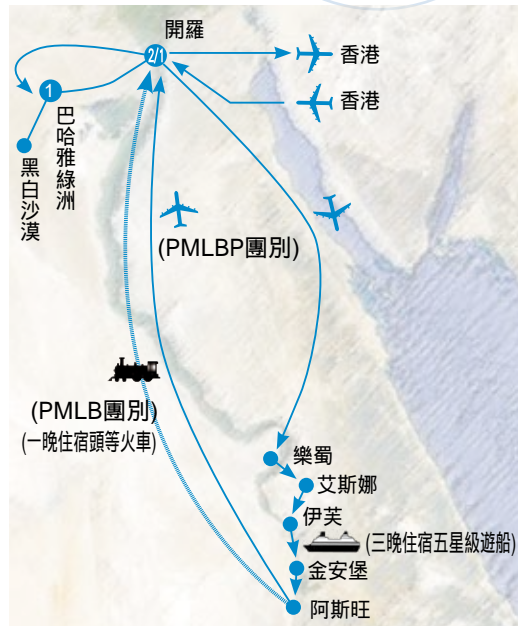 開羅
2/1
香港
香港
1
巴哈雅綠洲
黑白沙漠
(PMLBP團別)
(PMLB團別)
(一晚住宿頭等火車)
樂蜀
艾斯娜
伊芙
(三晚住宿五星級遊船)
金安堡
阿斯旺